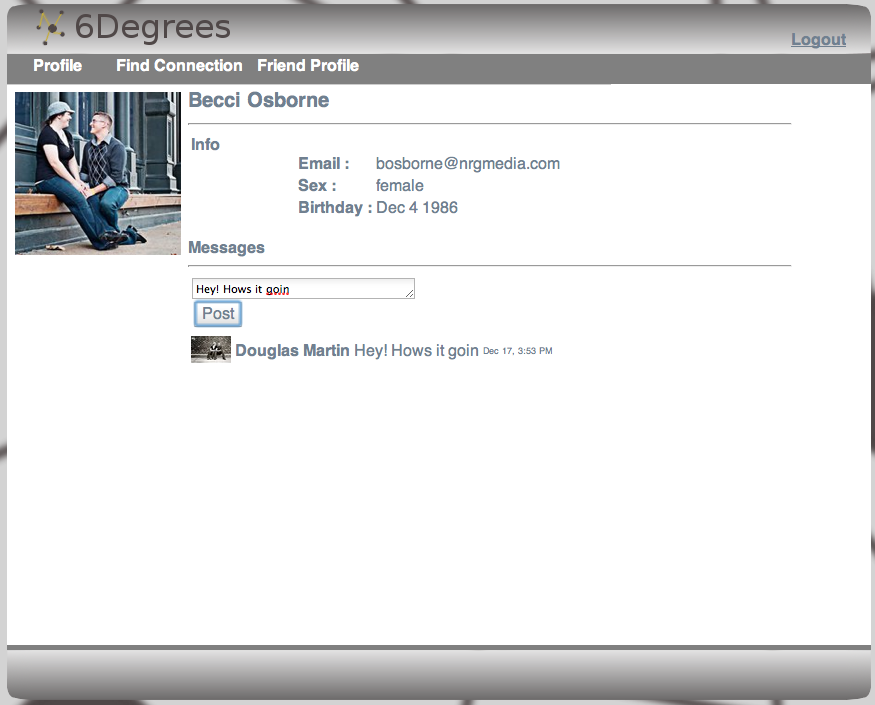 6Degrees
Logout
Profile Find Connection Friend Profile
Becci Osborne
Info
Email : bosborne@nrgmedia.com
Sex : female
Birthday : Dec 4 1986
Messages
Hey! Hows it goin
Post
Douglas Martin Hey! Hows it goin Dec 17, 3:53 PM